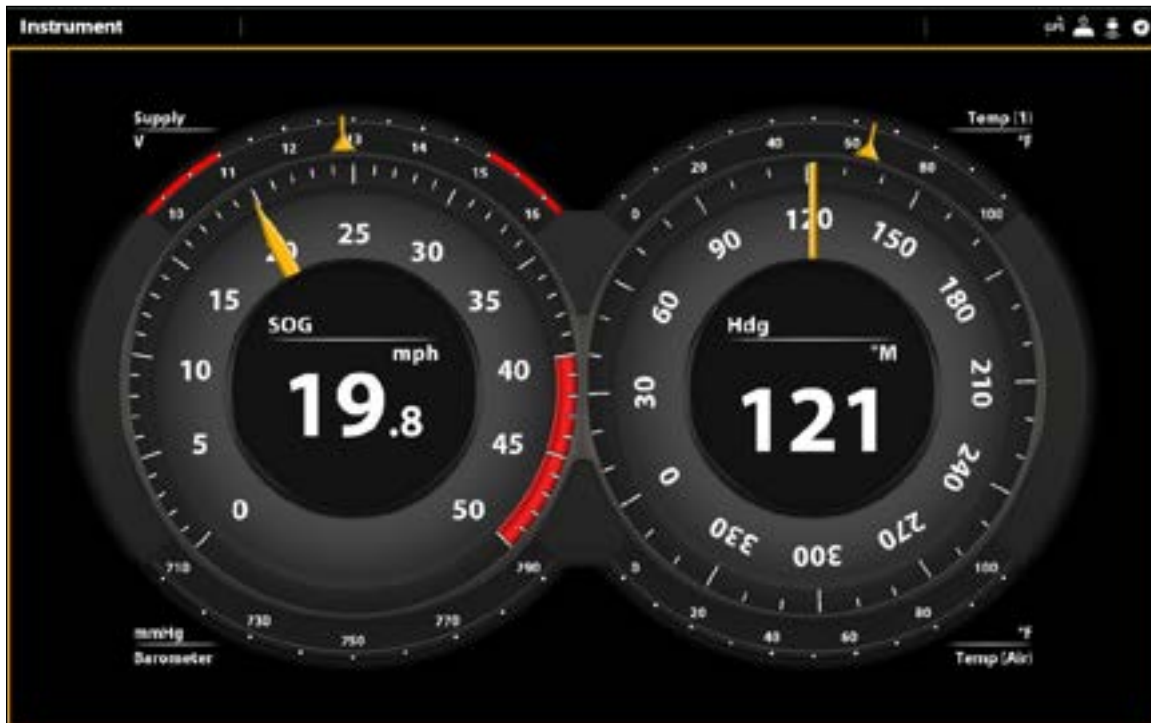 Instrument
GPS
Supply
V
10 11 12 13 14 15 16
0 5 10 15 20 25 30 35 40 45 50
SOG
mph
19.8
710 730 750 770 790
mmHg
Barometer
Temp (1)
°F
0 20 40 60 80 100
0 30 60 90 120 150 180 210 240 270 300 330
Hdg
°M
121
0 20 40 60 80 100
°F
Temp (Air)